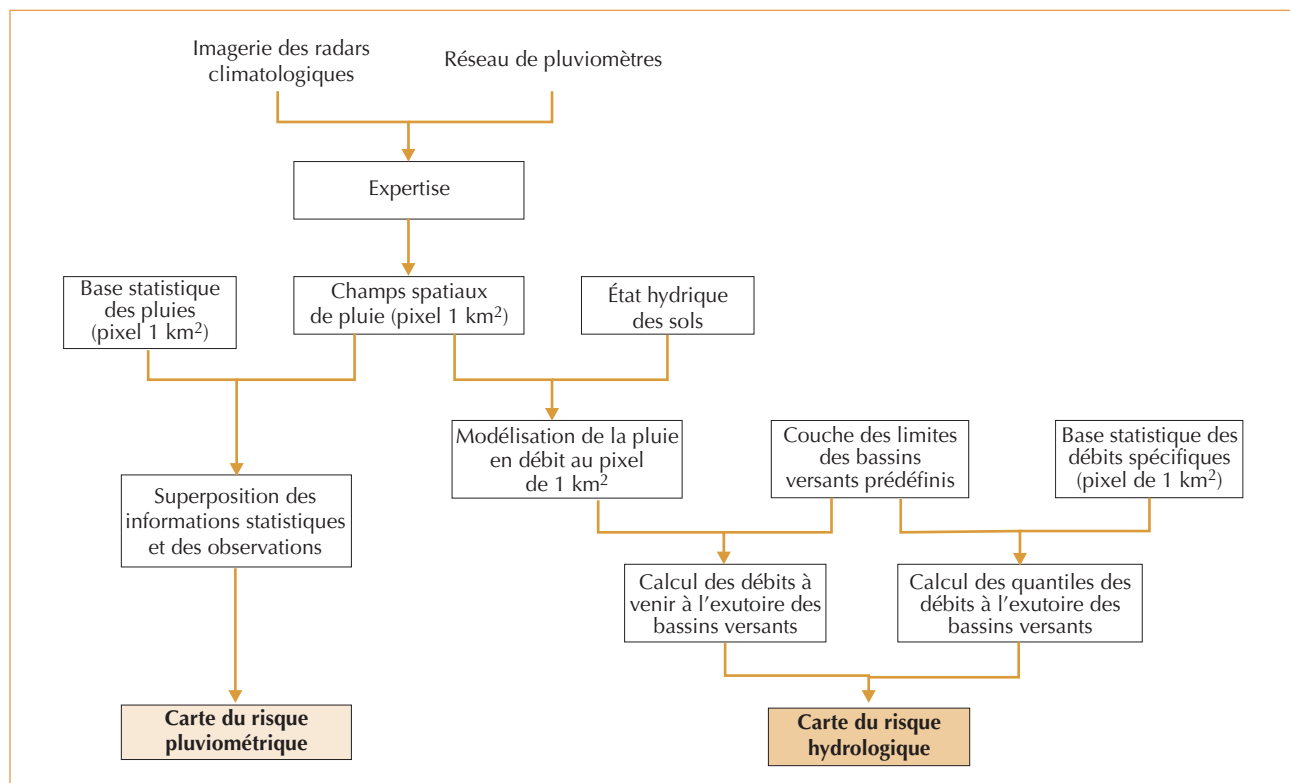 Imagerie des radars
climatologiques
Réseau de pluviomètres
Expertise
Base statistique
des pluies
(pixel 1 km²)
Champs spatiaux
de pluie (pixel 1 km²)
État hydrique
des sols
Modélisation de la pluie
en débit au pixel
de 1 km²
Couche des limites
des bassins
versants prédéfinis
Base statistique des
débits spécifiques
(pixel de 1 km²)
Superposition des
informations statistiques
et des observations
Calcul des débits à
venir à l’exutoire des
bassins versants
Calcul des quantiles des
débits à l’exutoire des
bassins versants
Carte du risque
pluviométrique
Carte du risque
hydrologique